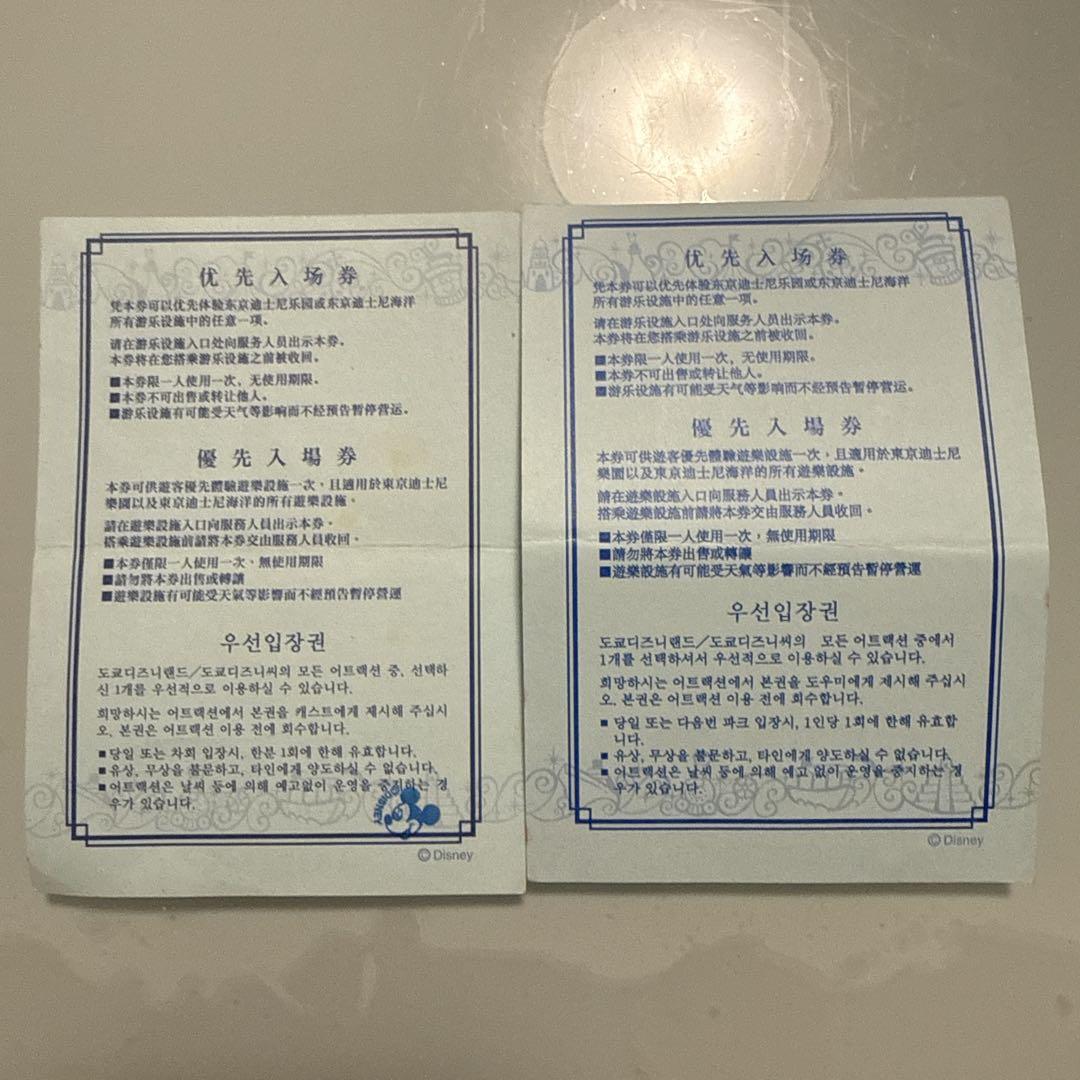 优先入场券
凭本券可以优先体验东京迪士尼乐园或东京迪士尼海洋
所有游乐设施中的任意一项。
请在游乐设施入口处向服务人员出示本券。
本券将在您搭乘游乐设施之前被收回。
■本券限一人使用一次，无使用期限。
■本券不可出售或转让他人。
■游乐设施有可能受天气等影响而不经预告暂停营运。
優先入場券
本券可供遊客優先體驗遊樂設施一次，且適用於東京迪士尼
樂園以及東京迪士尼海洋的所有遊樂設施。
請在遊樂設施入口向服務人員出示本券。
搭乘遊樂設施前請將本券交由服務人員收回。
■本券僅限一人使用一次、無使用期限
■請勿將本券出售或轉讓
■遊樂設施有可能受天氣等影響而不經預告暫停營運
우선입장권
도쿄디즈니랜드/도쿄디즈니씨의 모든 어트랙션 중, 선택하
신 1개를 우선적으로 이용하실 수 있습니다.
희망하시는 어트랙션에서 본권을 캐스트에게 제시해 주십시
오. 본권은 어트랙션 이용 전에 회수합니다.
■당일 또는 차회 입장시, 한분 1회에 한해 유효합니다.
■유상, 무상을 불문하고, 타인에게 양도하실 수 없습니다.
■어트랙션은 날씨 등에 의해 예고없이 운영을 중지하는 경
우가 있습니다.
©Disney
优先入场券
凭本券可以优先体验东京迪士尼乐园或东京迪士尼海洋
所有游乐设施中的任意一项。
请在游乐设施入口处向服务人员出示本券。
本券将在您搭乘游乐设施之前被收回。
■本券限一人使用一次，无使用期限。
■本券不可出售或转让他人。
■游乐设施有可能受天气等影响而不经预告暂停营运。
優先入場券
本券可供遊客優先體驗遊樂設施一次，且適用於東京迪士尼
樂園以及東京迪士尼海洋的所有遊樂設施。
請在遊樂設施入口向服務人員出示本券。
搭乘遊樂設施前請將本券交由服務人員收回。
■本券僅限一人使用一次，無使用期限
■請勿將本券出售或轉讓
■遊樂設施有可能受天氣等影響而不經預告暫停營運
우선입장권
도쿄디즈니랜드/도쿄디즈니씨의 모든 어트랙션 중에서
1개를 선택하셔서 우선적으로 이용하실 수 있습니다.
희망하시는 어트랙션에서 본권을 도우미에게 제시해 주십시
오. 본권은 어트랙션 이용 전에 회수합니다.
■당일 또는 다음번 파크 입장시, 1인당 1회에 한해 유효합
니다.
■유상, 무상을 불문하고, 타인에게 양도하실 수 없습니다.
■어트랙션은 날씨 등에 의해 예고 없이 운영을 중지하는 경
우가 있습니다.
©Disney